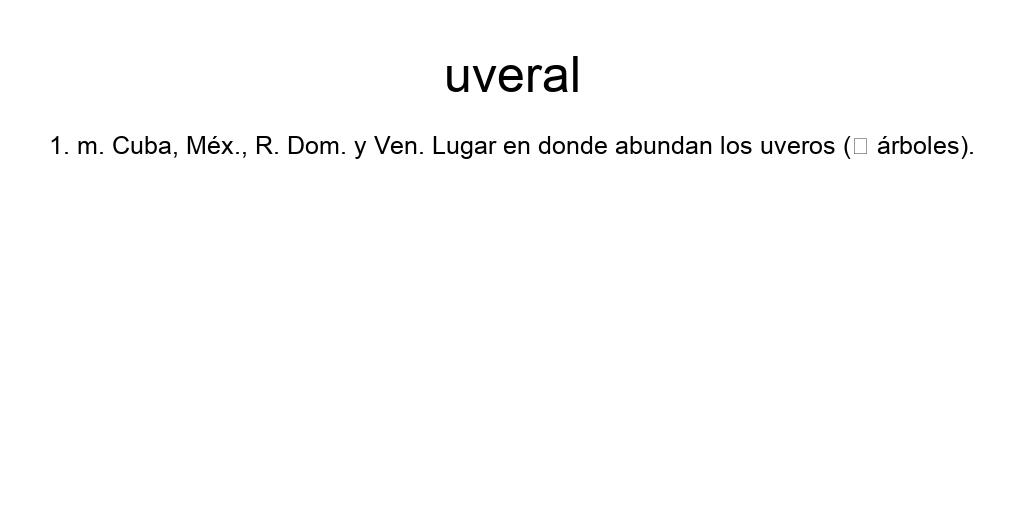 uveral
1. m. Cuba, Méx., R. Dom. y Ven. Lugar en donde abundan los uveros (□ árboles).